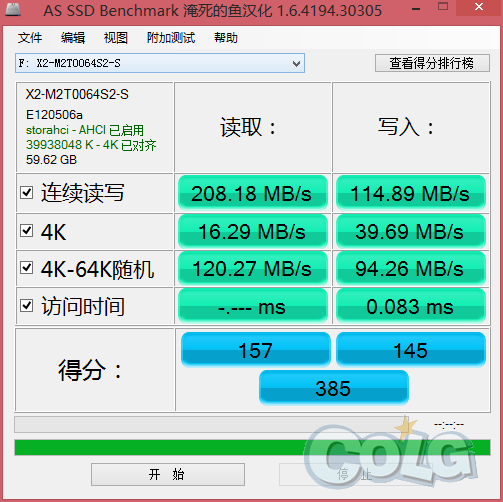 AS SSD Benchmark 淹死的鱼汉化 1.6.4194.30305
文件 编辑 视图 附加测试 帮助
F: X2-M2T0064S2-S
查看得分排行榜
X2-M2T0064S2-S
E120506a
storahci - AHCI 已启用
39938048 K - 4K 已对齐
59.62 GB
读取：
写入：
连续读写 208.18 MB/s 114.89 MB/s
4K 16.29 MB/s 39.69 MB/s
4K-64K随机 120.27 MB/s 94.26 MB/s
访问时间 -.--- ms 0.083 ms
得分： 157 145
385
--:--:--
开 始
停 止
COLG